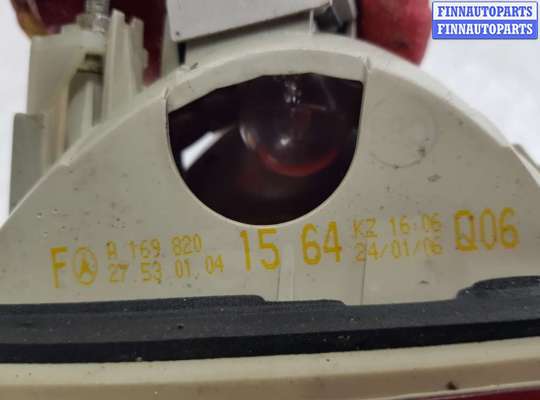 FINNAUTOPARTS
FINNAUTOPARTS
F A 169 820 15 64 KZ 16:06 Q06
27 53 01.04 24/01/06